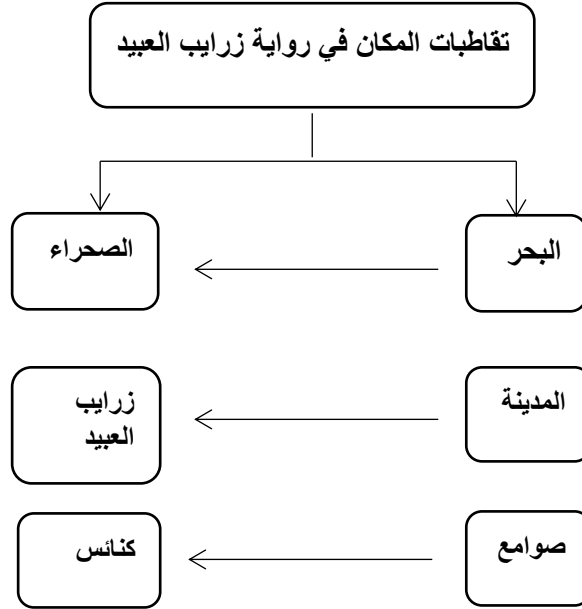 تقاطبات المكان في رواية زرايب العبيد
البحر
الصحراء
المدينة
زرايب
العبيد
صوامع
كنائس